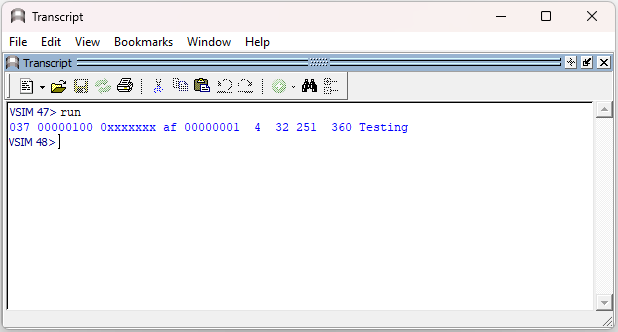 Transcript
File Edit View Bookmarks Window Help
Transcript
VSIM 47> run
037 00000100 0xxxxxxx af 00000001  4  32 251  360 Testing
VSIM 48>